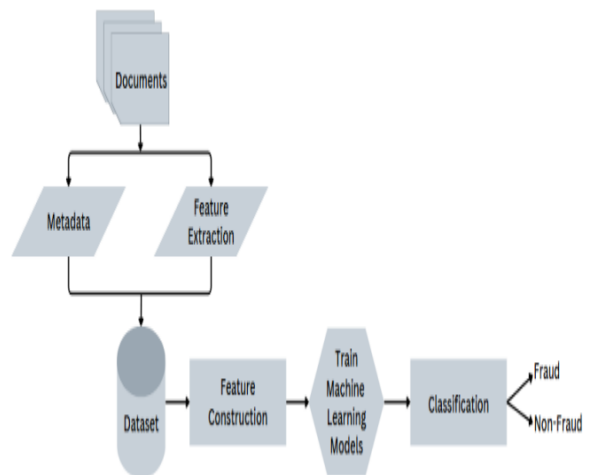 Documents
Metadata
Feature
Extraction
Dataset
Feature
Construction
Train
Machine
Learning
Models
Classification
Fraud
Non-Fraud